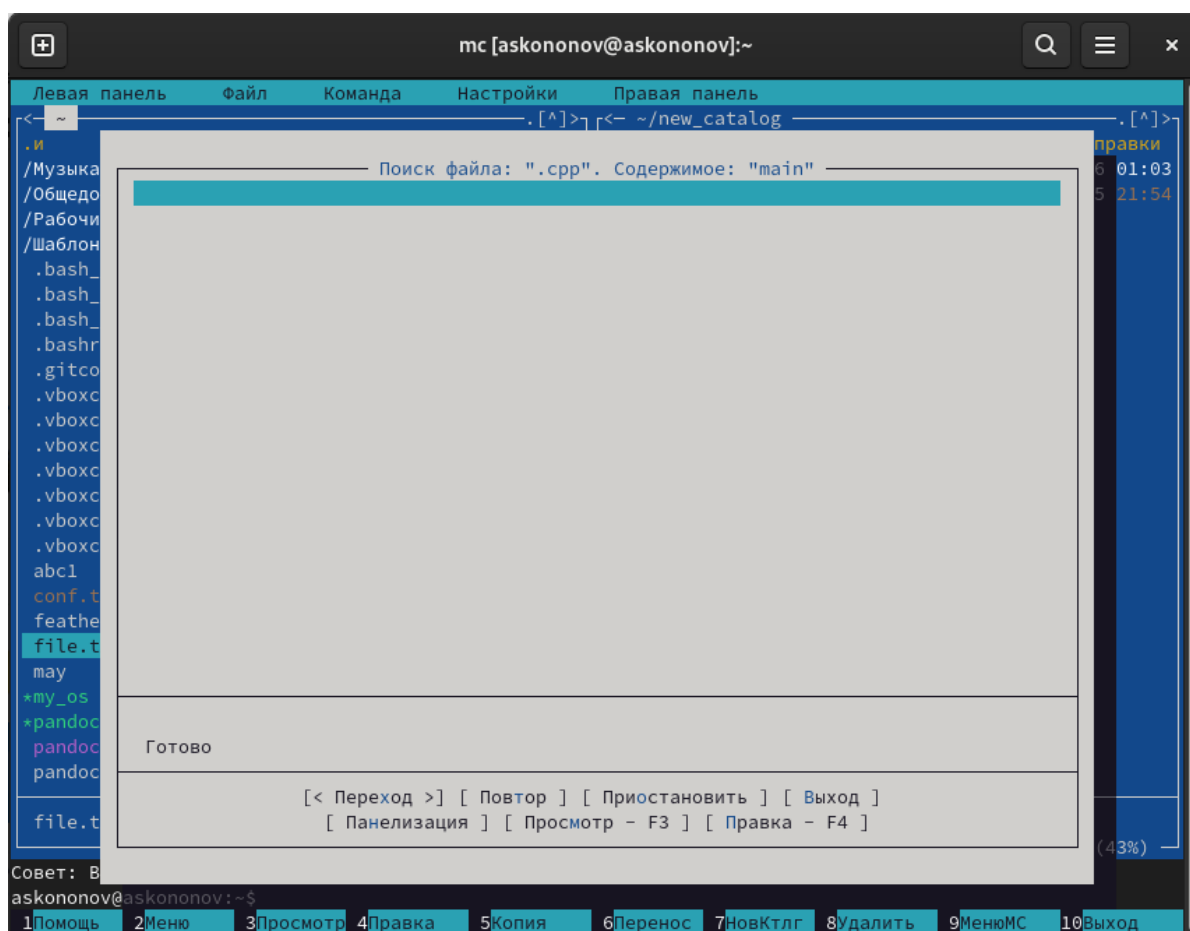 mc [askononov@askononov]:~
Левая панель Файл Команда Настройки Правая панель
<— ~ .[^]> <— ~/new_catalog .[^]>
.и правки
/Музыка 6 01:03
Поиск файла: ".cpp". Содержимое: "main"
/Общедо 5 21:54
/Рабочи
/Шаблон
.bash_
.bash_
.bash_
.bashr
.gitco
.vboxc
.vboxc
.vboxc
.vboxc
.vboxc
.vboxc
.vboxc
abc1
conf.t
feathe
file.t
may
*my_os
*pandoc
pandoc Готово
pandoc
[< Переход >] [ Повтор ] [ Приостановить ] [ Выход ]
file.t [ Панелизация ] [ Просмотр – F3 ] [ Правка – F4 ]
(43%)
Совет: В
askononov@askononov:~$
1Помощь 2Меню 3Просмотр 4Правка 5Копия 6Перенос 7НовКтлг 8Удалить 9МенюMC 10Выход